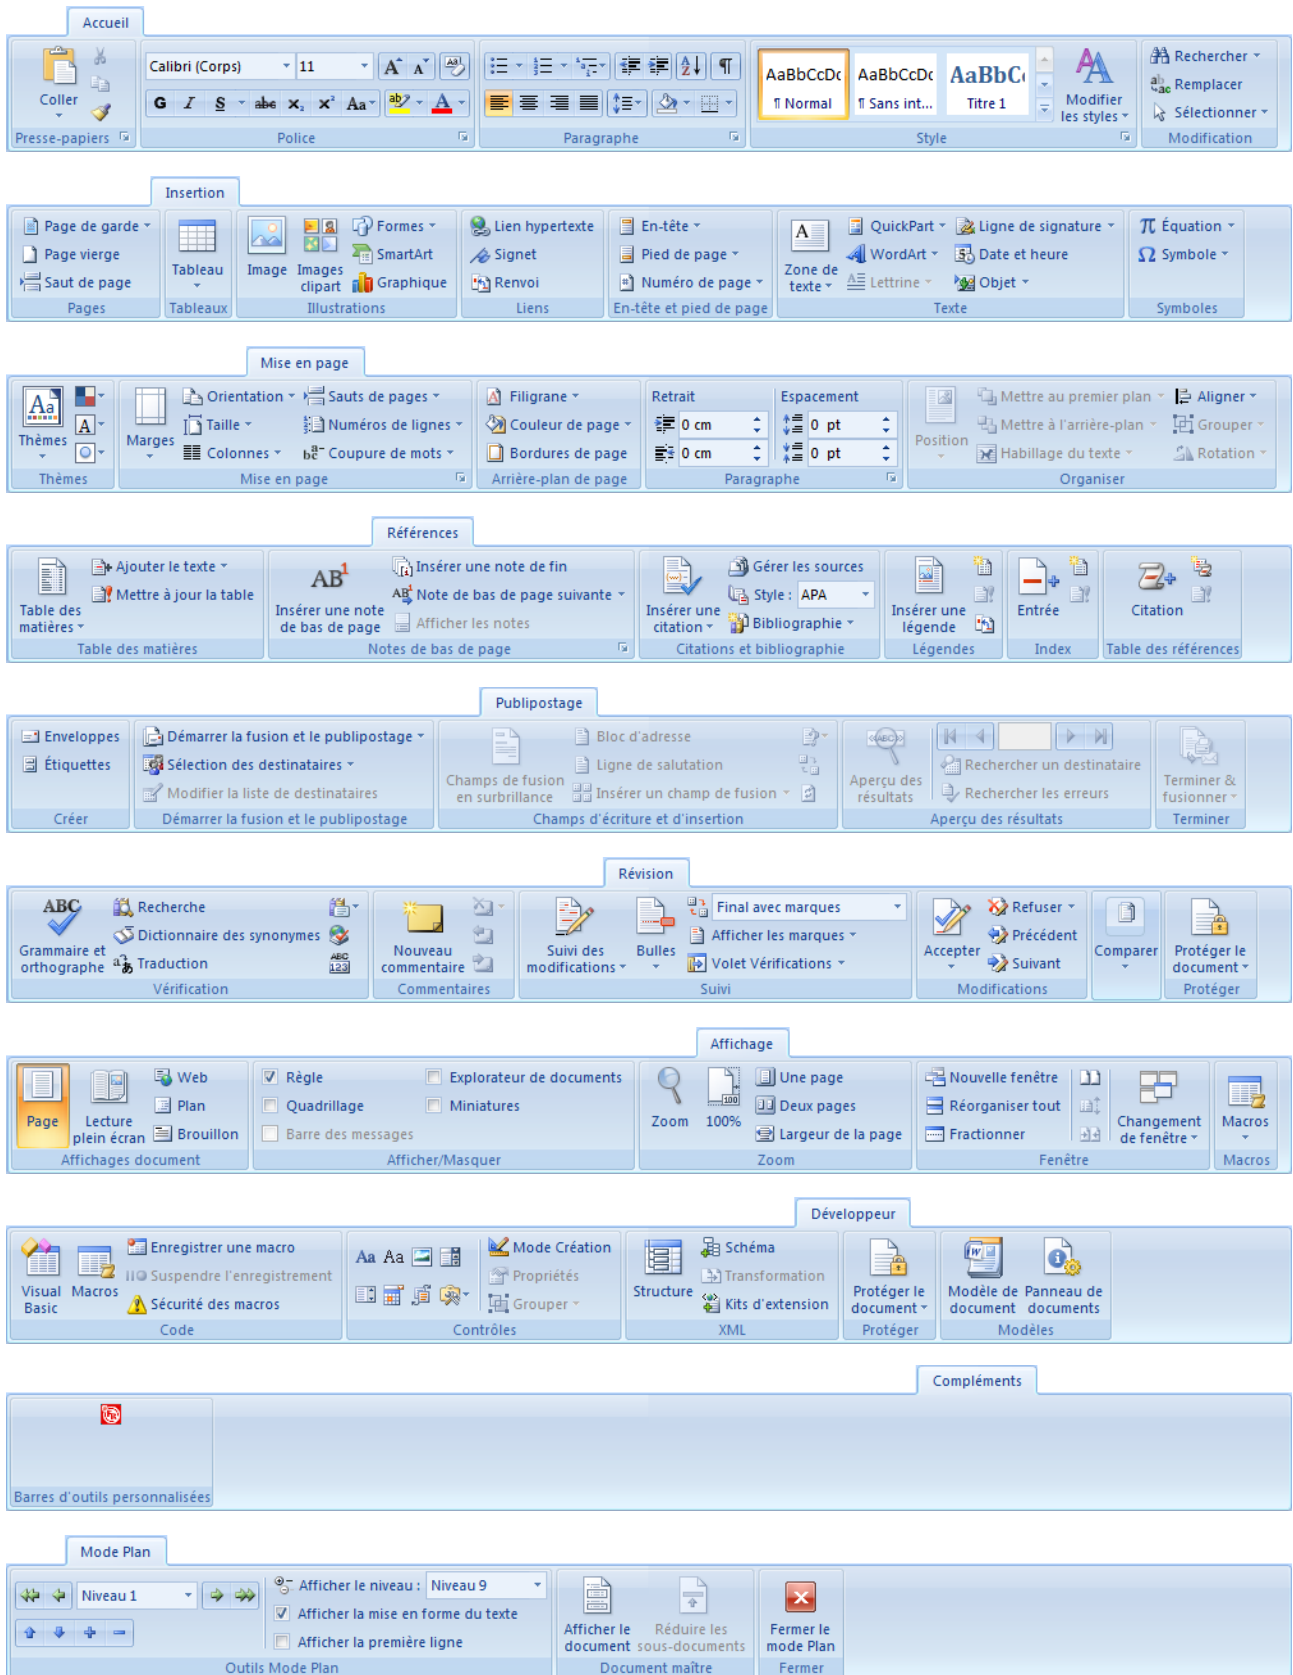 Accueil
Coller
Calibri (Corps) 11
G I S abc x₂ x² Aa ab A
AaBbCcDc AaBbCcDc AaBbC
¶ Normal ¶ Sans int... Titre 1
Modifier les styles
Rechercher
Remplacer
Sélectionner
Presse-papiers Police Paragraphe Style Modification
Insertion
Page de garde
Page vierge
Saut de page
Tableau
Image
Images clipart
Formes
SmartArt
Graphique
Lien hypertexte
Signet
Renvoi
En-tête
Pied de page
Numéro de page
Zone de texte
QuickPart
WordArt
Lettrine
Ligne de signature
Date et heure
Objet
π Équation
Ω Symbole
Pages Tableaux Illustrations Liens En-tête et pied de page Texte Symboles
Mise en page
Thèmes
Marges
Orientation
Taille
Colonnes
Sauts de pages
Numéros de lignes
Coupure de mots
Filigrane
Couleur de page
Bordures de page
Retrait
0 cm
0 cm
Espacement
0 pt
0 pt
Position
Mettre au premier plan
Mettre à l'arrière-plan
Habillage du texte
Aligner
Grouper
Rotation
Thèmes Mise en page Arrière-plan de page Paragraphe Organiser
Références
Table des matières
Ajouter le texte
Mettre à jour la table
AB¹
Insérer une note de bas de page
Insérer une note de fin
Note de bas de page suivante
Afficher les notes
Insérer une citation
Gérer les sources
Style : APA
Bibliographie
Insérer une légende
Entrée
Citation
Table des matières Notes de bas de page Citations et bibliographie Légendes Index Table des références
Publipostage
Enveloppes
Étiquettes
Démarrer la fusion et le publipostage
Sélection des destinataires
Modifier la liste de destinataires
Champs de fusion en surbrillance
Bloc d'adresse
Ligne de salutation
Insérer un champ de fusion
Aperçu des résultats
Rechercher un destinataire
Rechercher les erreurs
Terminer & fusionner
Créer Démarrer la fusion et le publipostage Champs d'écriture et d'insertion Aperçu des résultats Terminer
Révision
ABC
Grammaire et orthographe
Recherche
Dictionnaire des synonymes
Traduction
ABC 123
Nouveau commentaire
Suivi des modifications
Bulles
Final avec marques
Afficher les marques
Volet Vérifications
Accepter
Refuser
Précédent
Suivant
Comparer
Protéger le document
Vérification Commentaires Suivi Modifications Protéger
Affichage
Page
Lecture plein écran
Web
Plan
Brouillon
Règle
Quadrillage
Barre des messages
Explorateur de documents
Miniatures
Zoom
100%
Une page
Deux pages
Largeur de la page
Nouvelle fenêtre
Réorganiser tout
Fractionner
Changement de fenêtre
Macros
Affichages document Afficher/Masquer Zoom Fenêtre Macros
Développeur
Visual Basic
Macros
Enregistrer une macro
Suspendre l'enregistrement
Sécurité des macros
Aa Aa
Mode Création
Propriétés
Grouper
Structure
Schéma
Transformation
Kits d'extension
Protéger le document
Modèle de document
Panneau de documents
Code Contrôles XML Protéger Modèles
Compléments
Barres d'outils personnalisées
Mode Plan
Niveau 1
Afficher le niveau : Niveau 9
Afficher la mise en forme du texte
Afficher la première ligne
Afficher le document
Réduire les sous-documents
Fermer le mode Plan
Outils Mode Plan Document maître Fermer